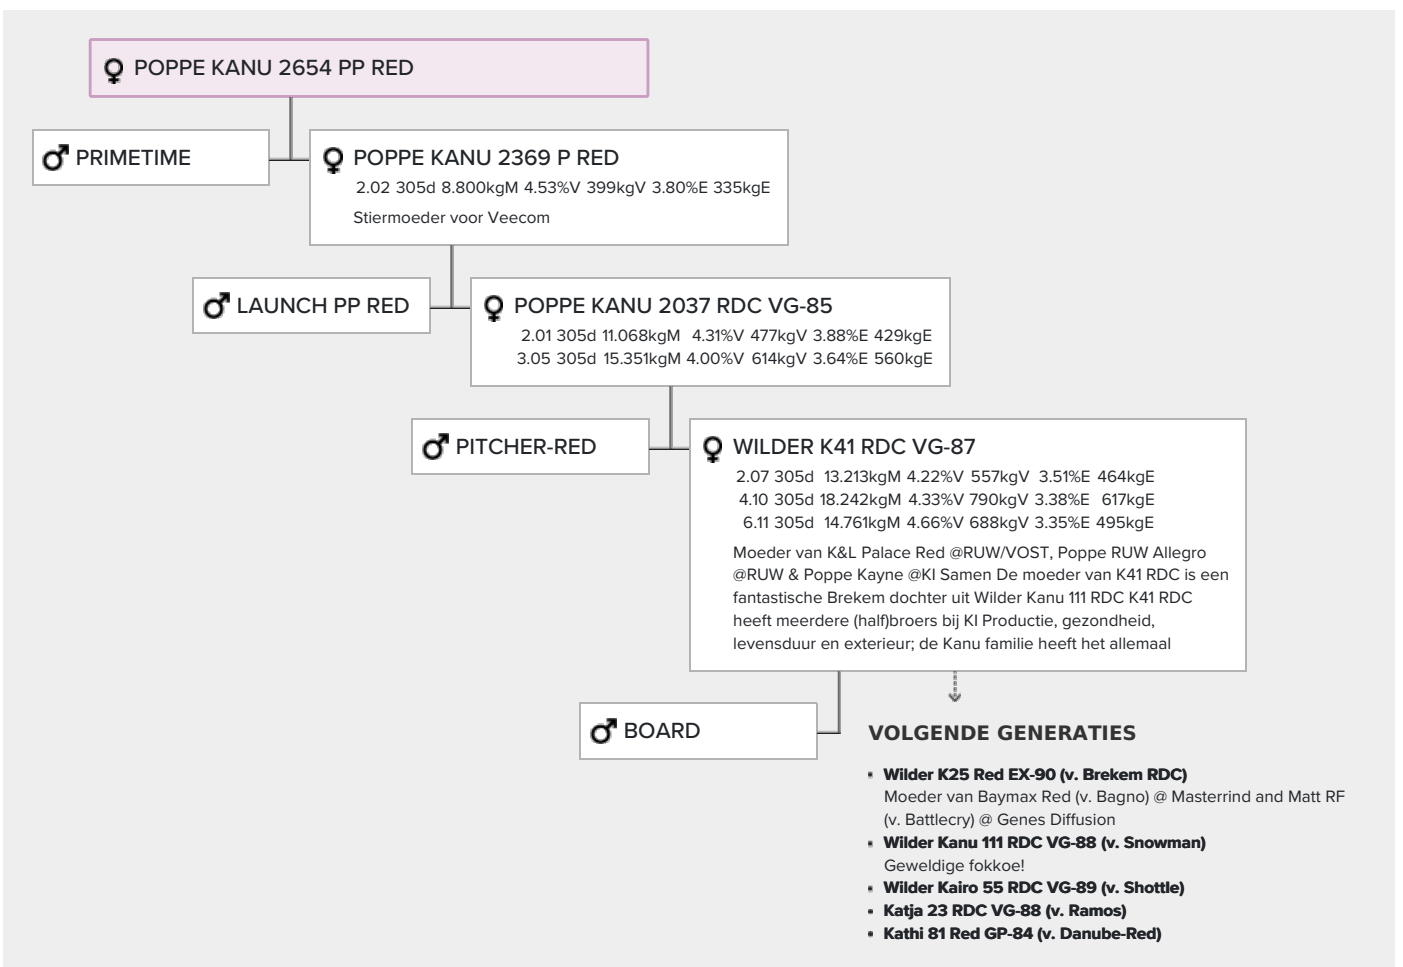 POPPE KANU 2654 PP RED
PRIMETIME
POPPE KANU 2369 P RED
2.02 305d 8.800kgM 4.53%V 399kgV 3.80%E 335kgE
Stiermoeder voor Veecom
LAUNCH PP RED
POPPE KANU 2037 RDC VG-85
2.01 305d 11.068kgM 4.31%V 477kgV 3.88%E 429kgE
3.05 305d 15.351kgM 4.00%V 614kgV 3.64%E 560kgE
PITCHER-RED
WILDER K41 RDC VG-87
2.07 305d 13.213kgM 4.22%V 557kgV 3.51%E 464kgE
4.10 305d 18.242kgM 4.33%V 790kgV 3.38%E 617kgE
6.11 305d 14.761kgM 4.66%V 688kgV 3.35%E 495kgE
Moeder van K&L Palace Red @RUW/VOST, Poppe RUW Allegro
@RUW & Poppe Kayne @KI Samen De moeder van K41 RDC is een
fantastische Brekem dochter uit Wilder Kanu 111 RDC K41 RDC
heeft meerdere (half)broers bij KI Productie, gezondheid,
levensduur en exterieur; de Kanu familie heeft het allemaal
BOARD
VOLGENDE GENERATIES
Wilder K25 Red EX-90 (v. Brekem RDC)
Moeder van Baymax Red (v. Bagno) @ Masterrind and Matt RF
(v. Battlecry) @ Genes Diffusion
Wilder Kanu 111 RDC VG-88 (v. Snowman)
Geweldige fokkoe!
Wilder Kairo 55 RDC VG-89 (v. Shottle)
Katja 23 RDC VG-88 (v. Ramos)
Kathi 81 Red GP-84 (v. Danube-Red)